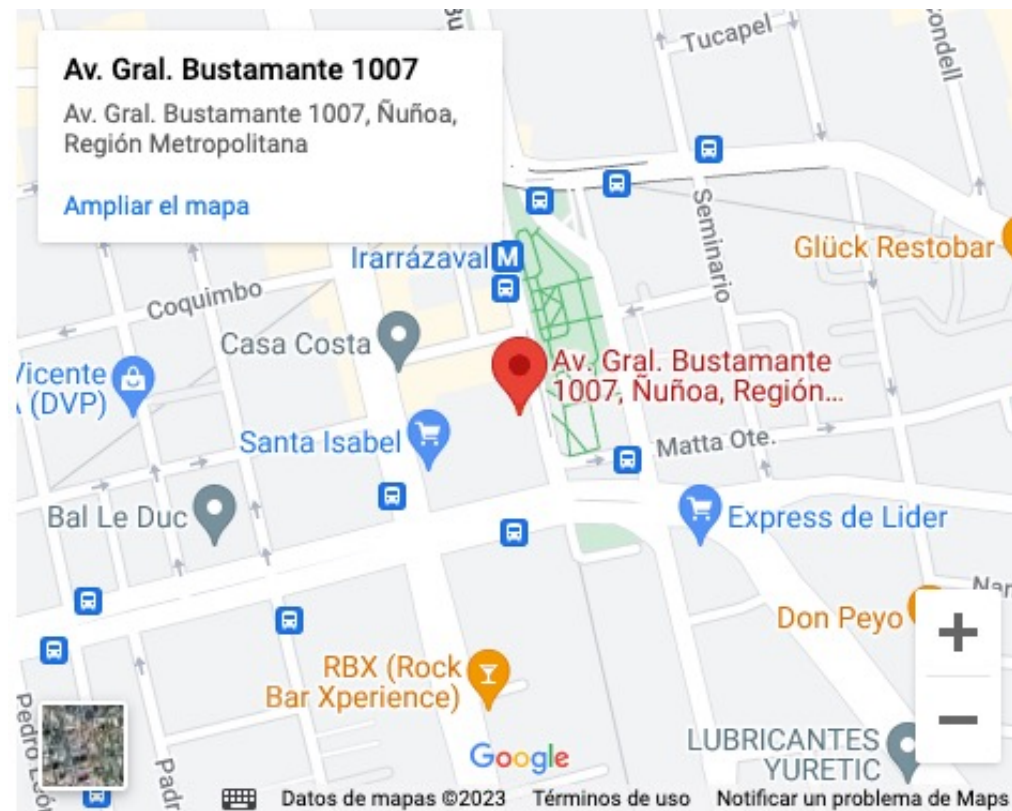 Av. Gral. Bustamante 1007
Av. Gral. Bustamante 1007, Ñuñoa,
Región Metropolitana
Ampliar el mapa
Tucapel
Seminario
Glück Restobar
Irarrázaval M
Coquimbo
Casa Costa
Av. Gral. Bustamante
1007, Ñuñoa, Región...
Vicente
(DVP)
Santa Isabel
Matta Ote.
Bal Le Duc
Express de Lider
Don Peyo
RBX (Rock
Bar Xperience)
LUBRICANTES
YURETIC
Google
Datos de mapas ©2023
Términos de uso
Notificar un problema de Maps